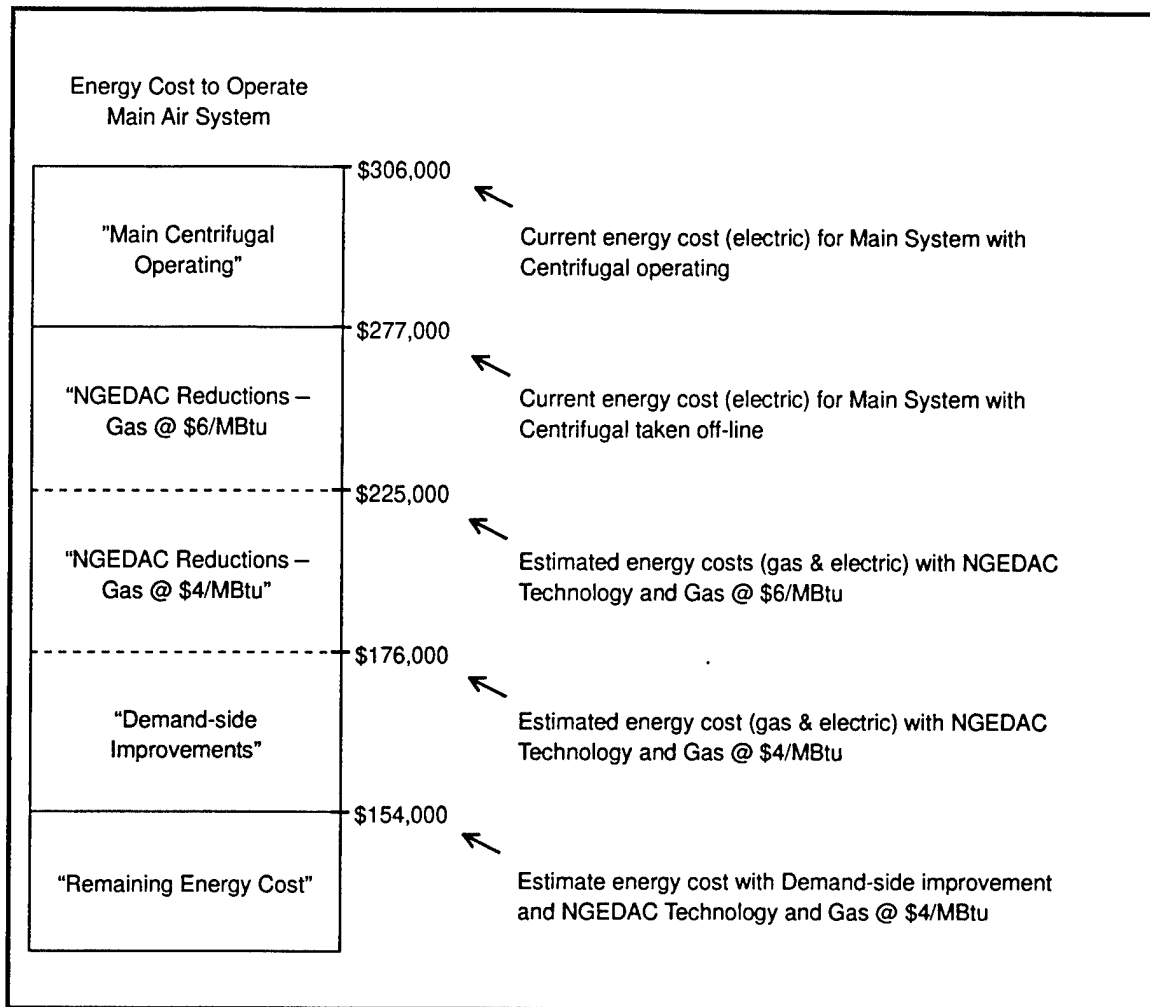 Energy Cost to Operate
Main Air System
$306,000
"Main Centrifugal
Operating"
Current energy cost (electric) for Main System with
Centrifugal operating
$277,000
"NGEDAC Reductions –
Gas @ $6/MBtu
Current energy cost (electric) for Main System with
Centrifugal taken off-line
$225,000
"NGEDAC Reductions –
Gas @ $4/MBtu"
Estimated energy costs (gas & electric) with NGEDAC
Technology and Gas @ $6/MBtu
$176,000
"Demand-side
Improvements"
Estimated energy cost (gas & electric) with NGEDAC
Technology and Gas @ $4/MBtu
$154,000
"Remaining Energy Cost"
Estimate energy cost with Demand-side improvement
and NGEDAC Technology and Gas @ $4/MBtu